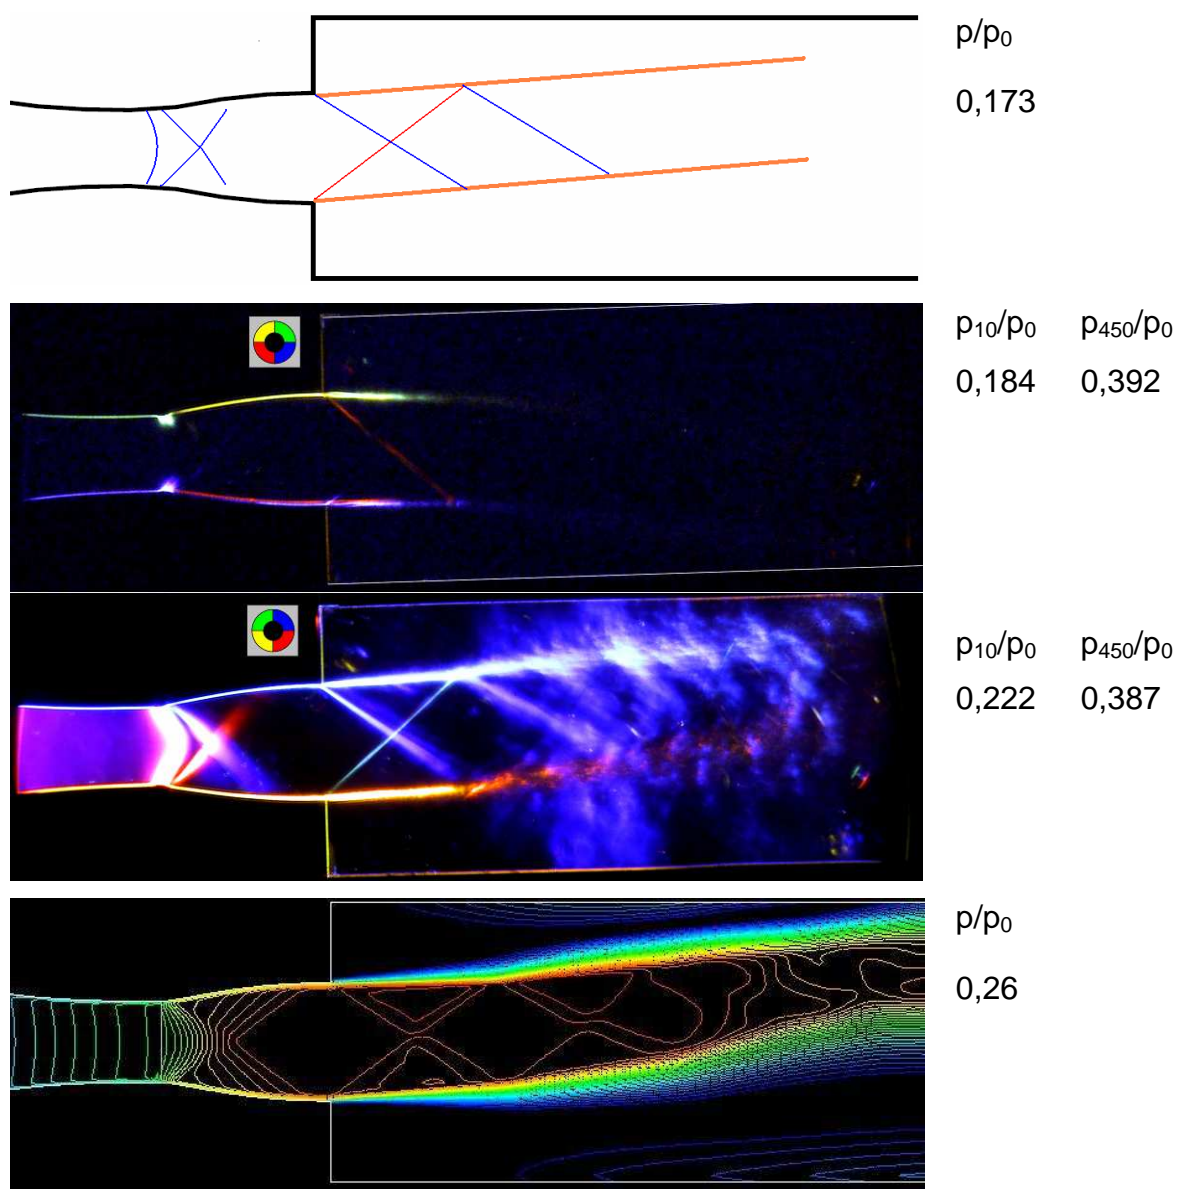 p/p₀
0,173
p₁₀/p₀ p₄₅₀/p₀
0,184 0,392
p₁₀/p₀ p₄₅₀/p₀
0,222 0,387
p/p₀
0,26